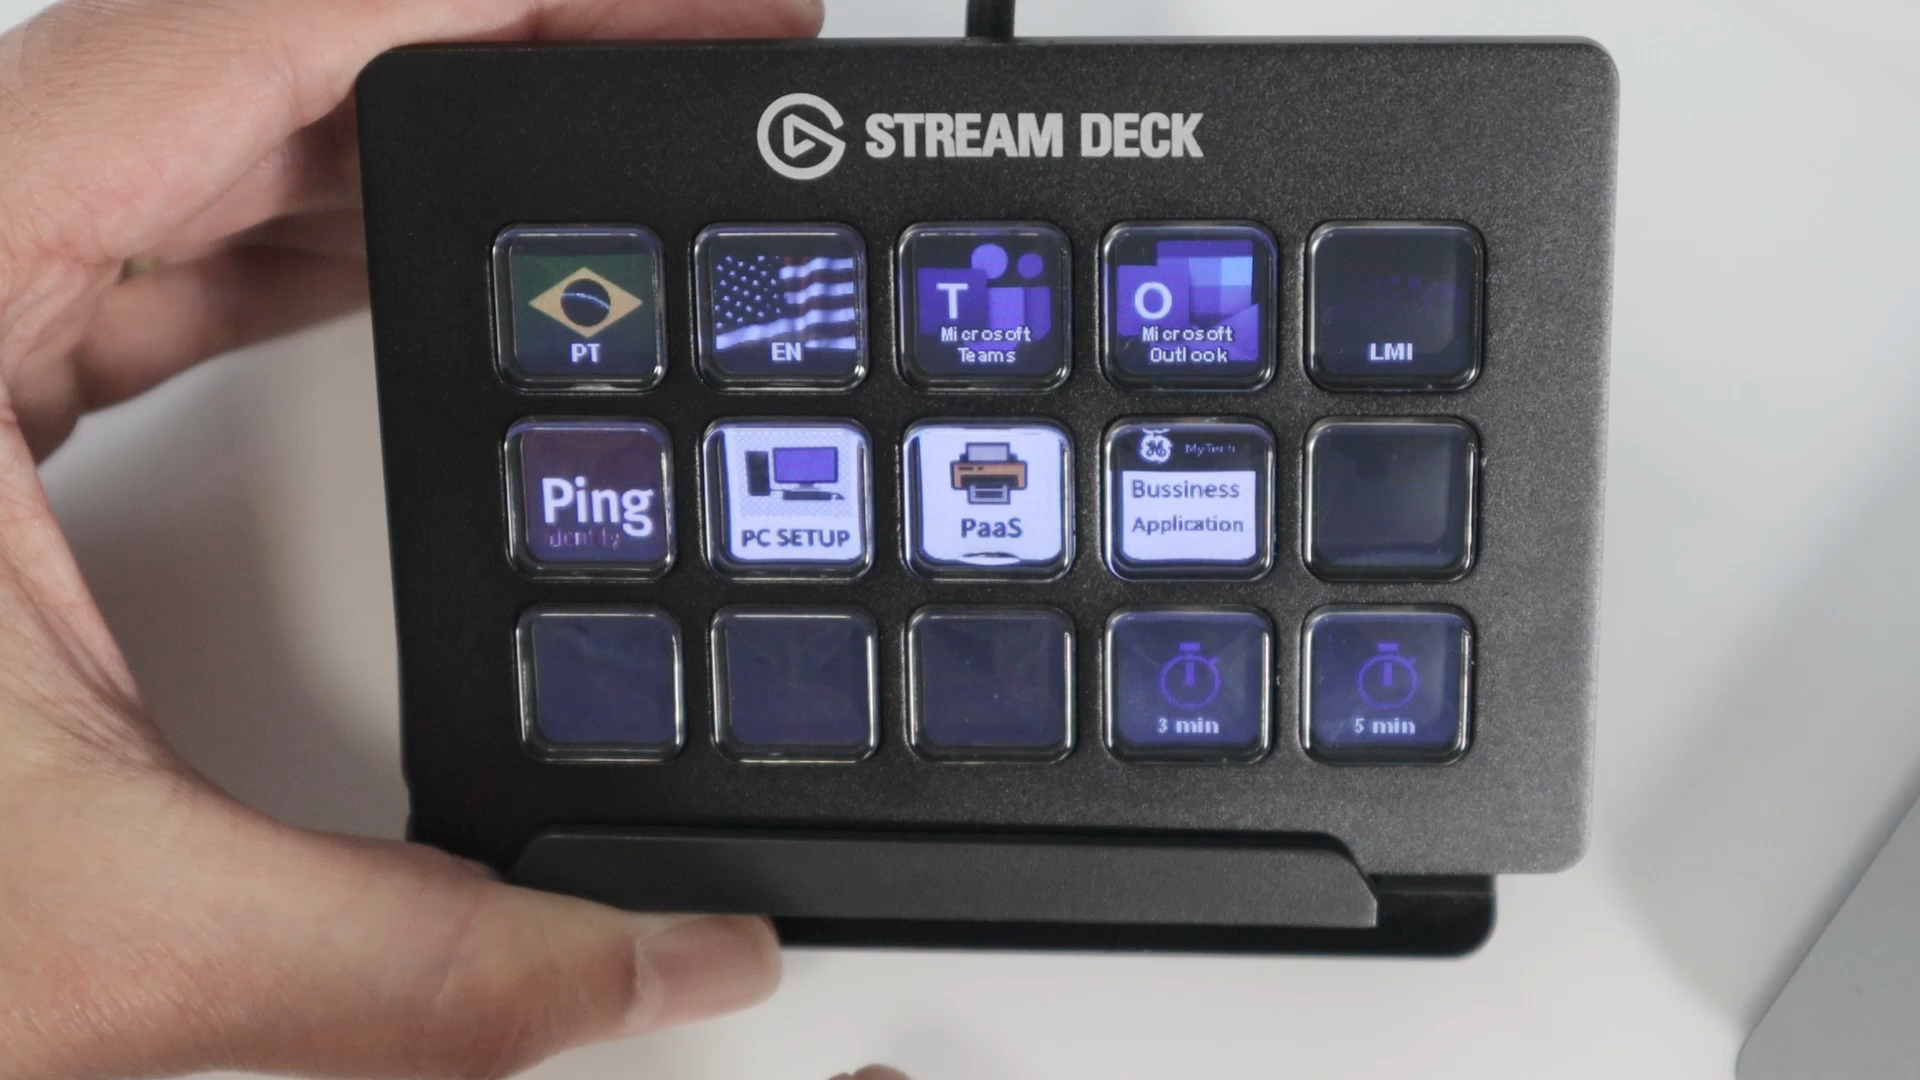 STREAM DECK
PT
EN
T
Microsoft
Teams
O
Microsoft
Outlook
LMI
Ping
Identity
PC SETUP
PaaS
MyTech
Bussiness
Application
3 min
5 min